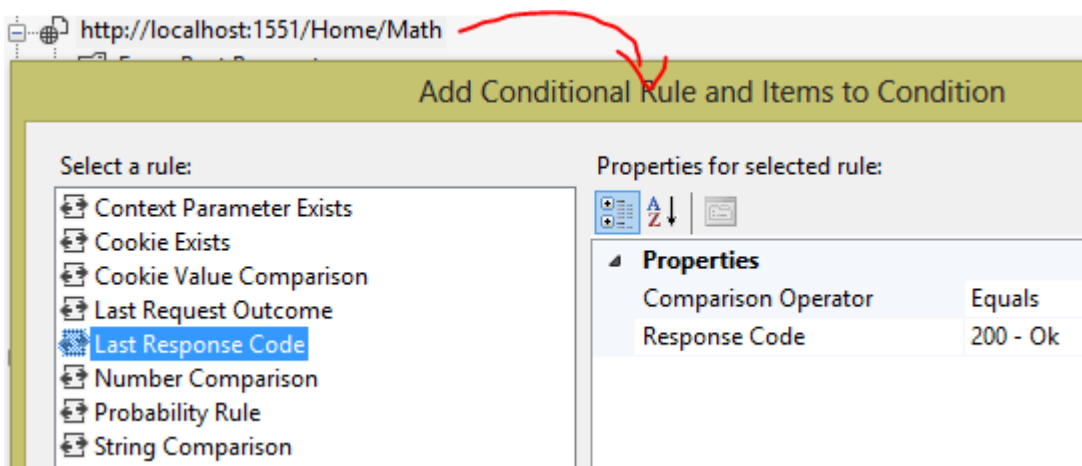 http://localhost:1551/Home/Math
Add Conditional Rule and Items to Condition
Select a rule:
Context Parameter Exists
Cookie Exists
Cookie Value Comparison
Last Request Outcome
Last Response Code
Number Comparison
Probability Rule
String Comparison
Properties for selected rule:
Properties
Comparison Operator Equals
Response Code 200 - Ok